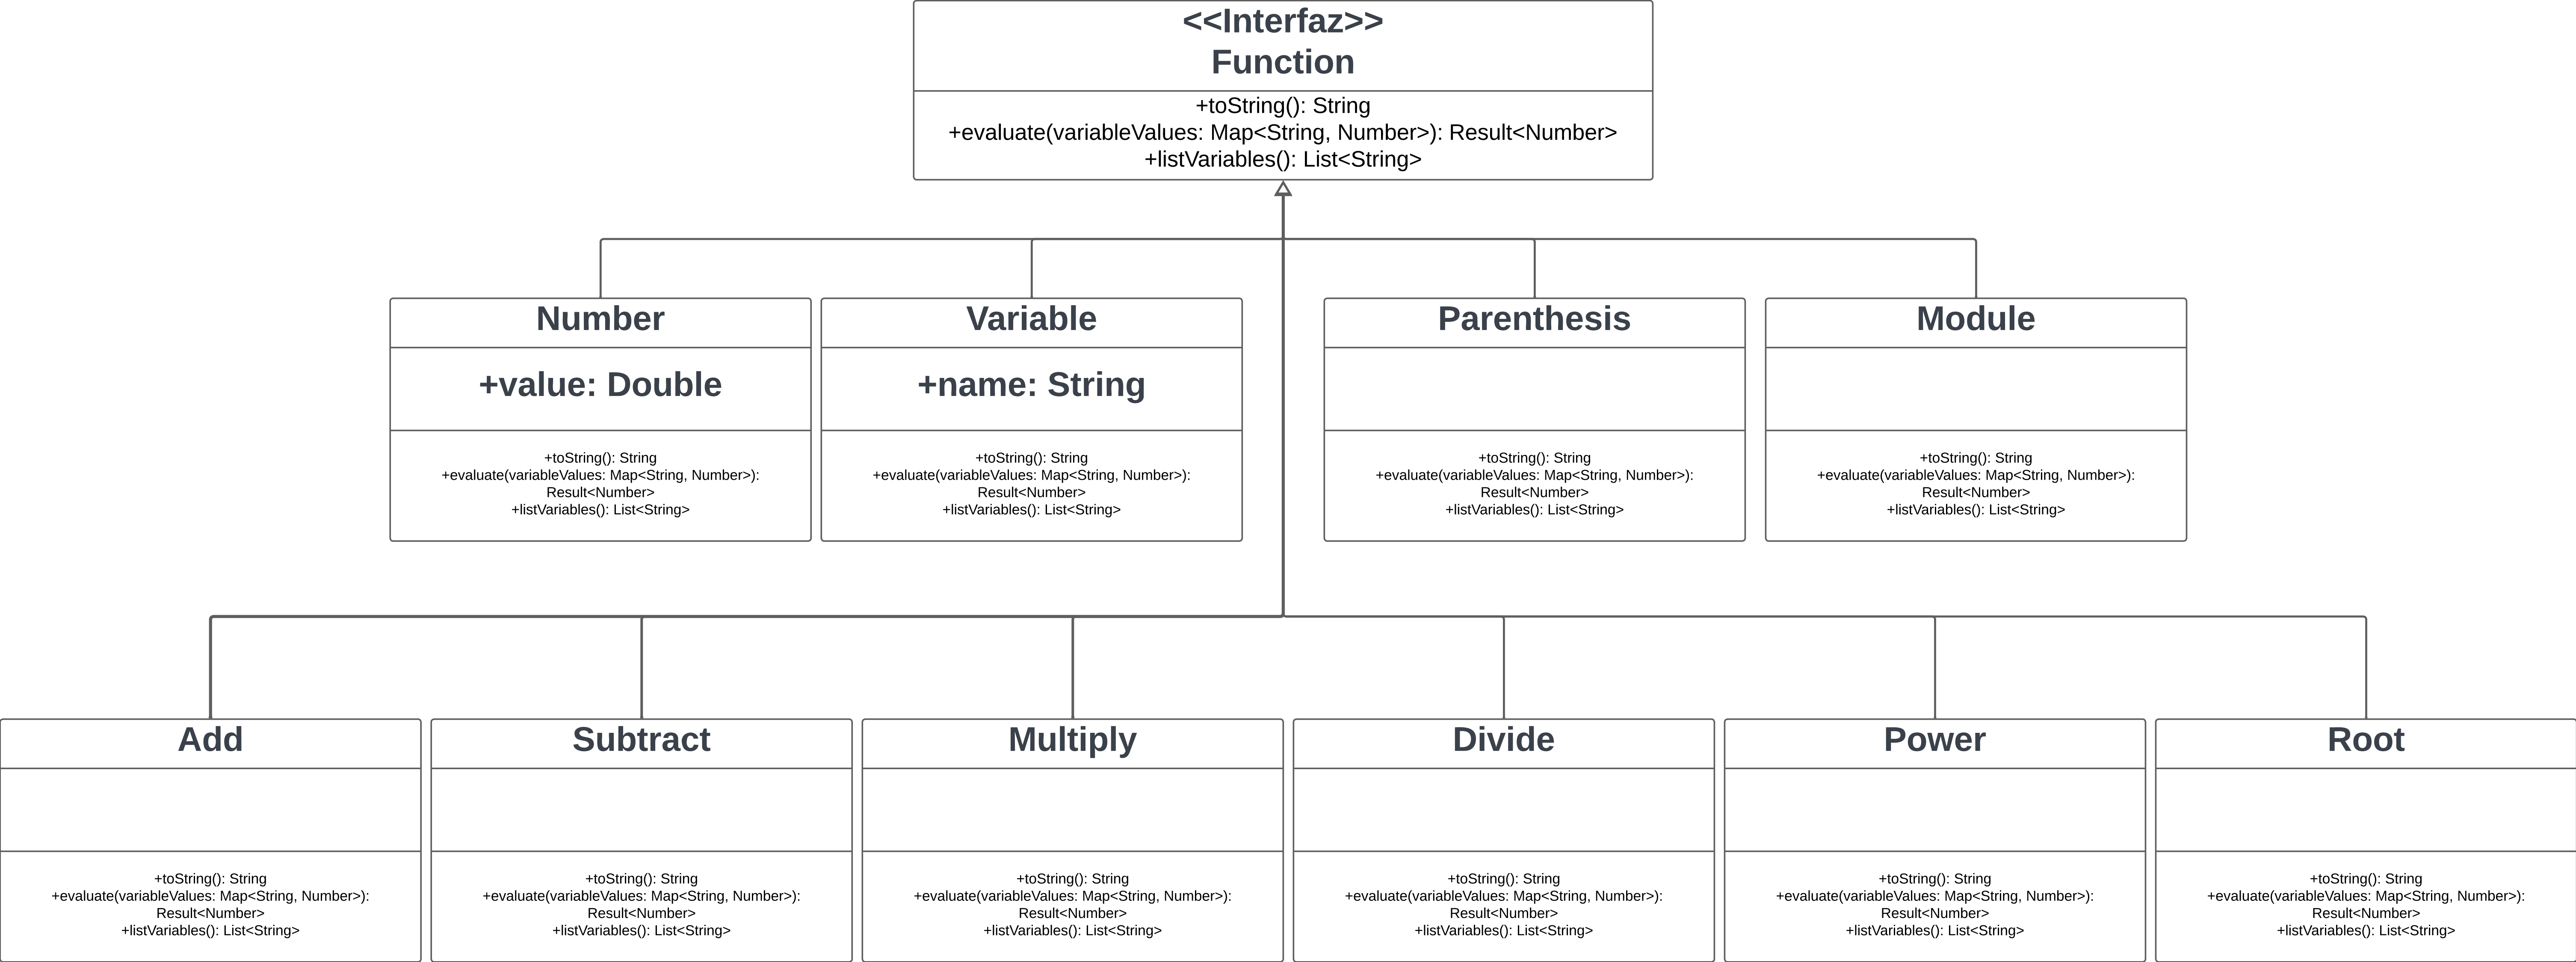 <<Interfaz>>
Function
+toString(): String
+evaluate(variableValues: Map<String, Number>): Result<Number>
+listVariables(): List<String>
Number
+value: Double
+toString(): String
+evaluate(variableValues: Map<String, Number>):
Result<Number>
+listVariables(): List<String>
Variable
+name: String
+toString(): String
+evaluate(variableValues: Map<String, Number>):
Result<Number>
+listVariables(): List<String>
Parenthesis
+toString(): String
+evaluate(variableValues: Map<String, Number>):
Result<Number>
+listVariables(): List<String>
Module
+toString(): String
+evaluate(variableValues: Map<String, Number>):
Result<Number>
+listVariables(): List<String>
Add
+toString(): String
+evaluate(variableValues: Map<String, Number>):
Result<Number>
+listVariables(): List<String>
Subtract
+toString(): String
+evaluate(variableValues: Map<String, Number>):
Result<Number>
+listVariables(): List<String>
Multiply
+toString(): String
+evaluate(variableValues: Map<String, Number>):
Result<Number>
+listVariables(): List<String>
Divide
+toString(): String
+evaluate(variableValues: Map<String, Number>):
Result<Number>
+listVariables(): List<String>
Power
+toString(): String
+evaluate(variableValues: Map<String, Number>):
Result<Number>
+listVariables(): List<String>
Root
+toString(): String
+evaluate(variableValues: Map<String, Number>):
Result<Number>
+listVariables(): List<String>